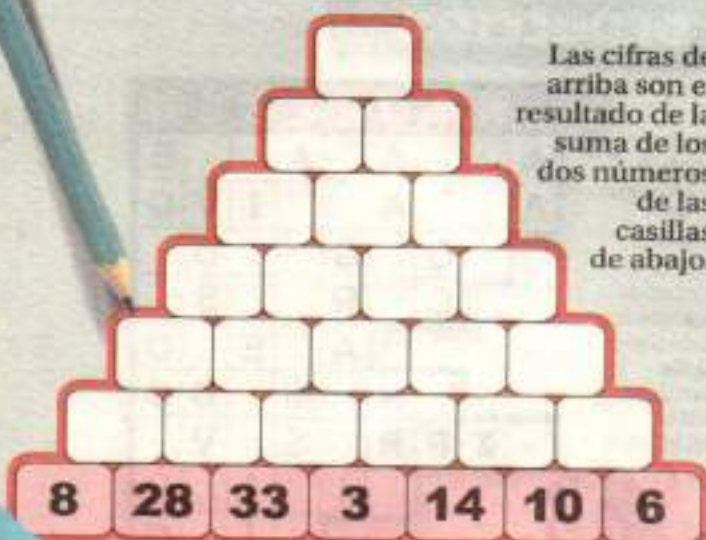 Las cifras de
arriba son e
resultado de la
suma de los
dos números
de las
casillas
de abajo
8 28 33 3 14 10 6